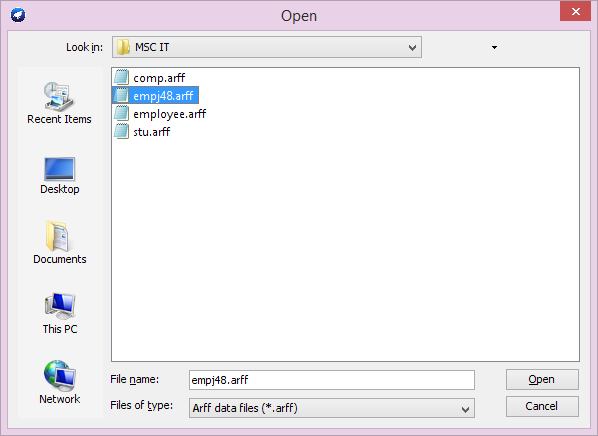 Open
Look in: MSC IT
comp.arff
empj48.arff
employee.arff
stu.arff
Recent Items
Desktop
Documents
This PC
Network
File name: empj48.arff Open
Files of type: Arff data files (*.arff) Cancel